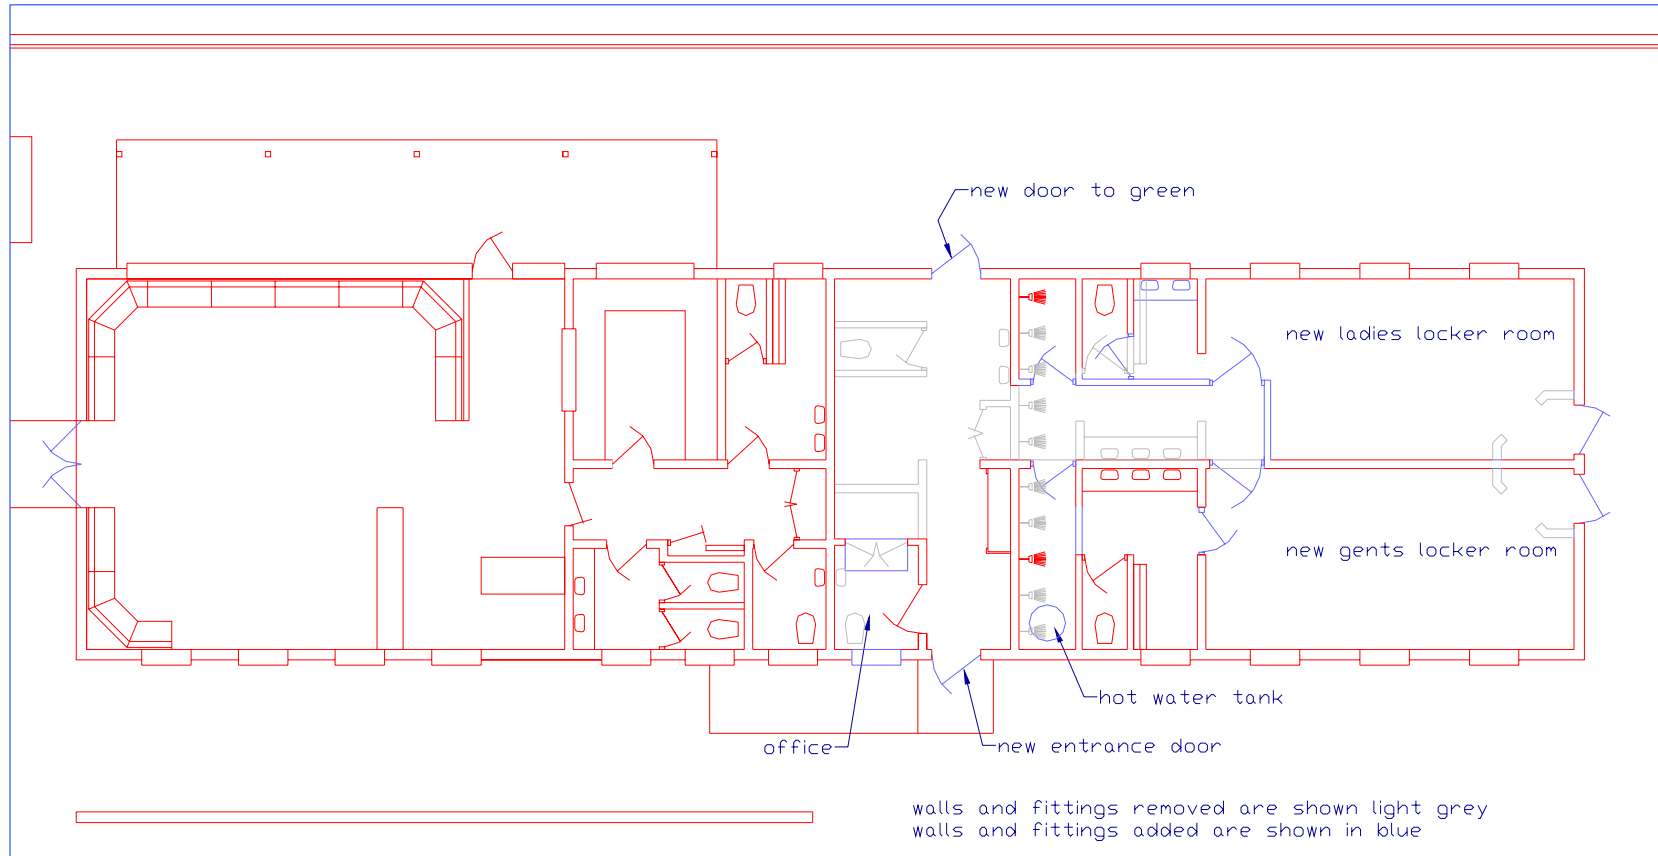 new door to green
new ladies locker room
new gents locker room
hot water tank
office
new entrance door
walls and fittings removed are shown light grey
walls and fittings added are shown in blue